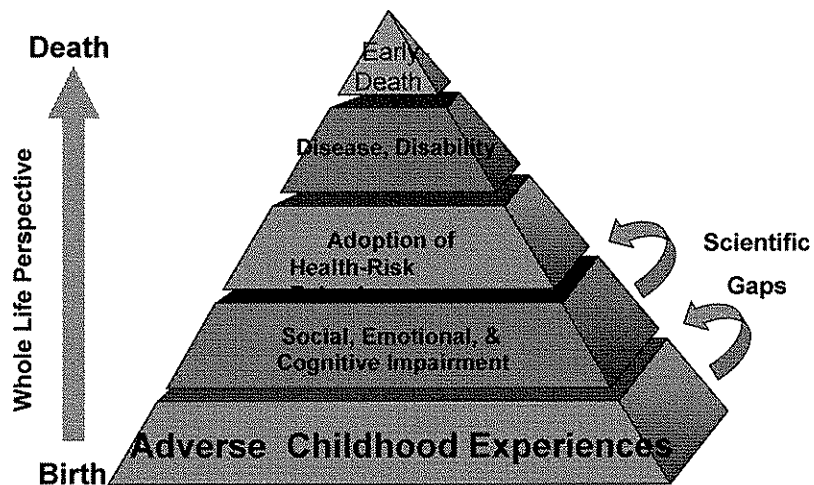 Death
Early
Death
Disease, Disability
Adoption of
Health-Risk
Social, Emotional, &
Cognitive Impairment
Adverse Childhood Experiences
Birth
Whole Life Perspective
Scientific
Gaps